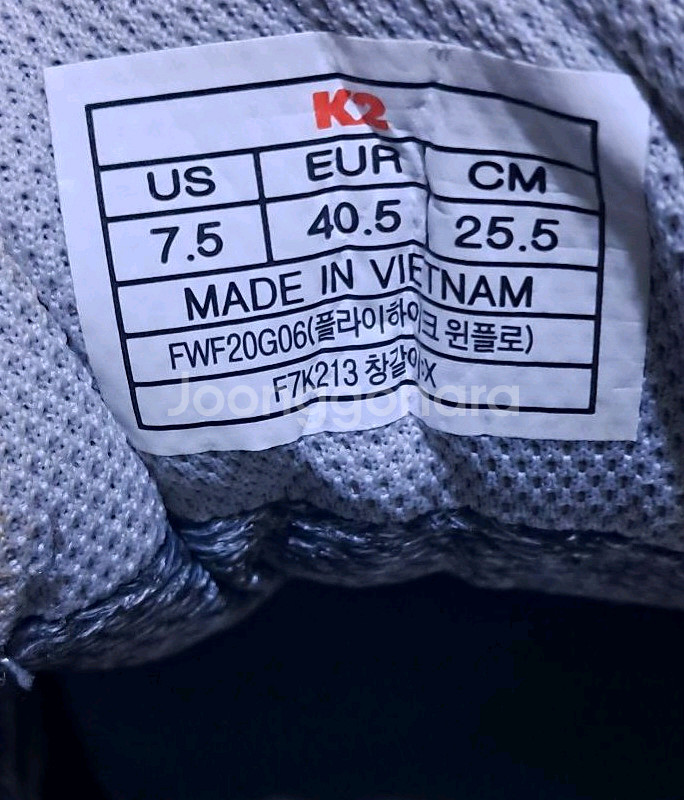 K2
US EUR CM
7.5 40.5 25.5
MADE IN VIETNAM
FWF20G06(플라이하이크 윈플로)
F7K213 창갈이:X
Joonggonara